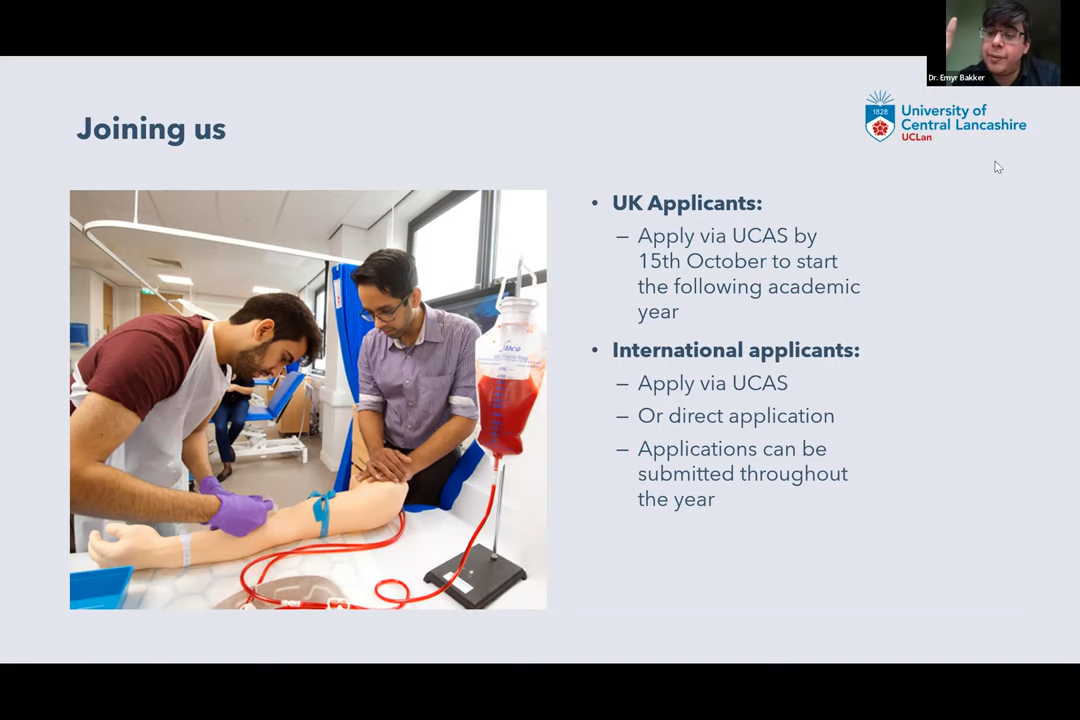 Dr. Emyr Bakker
Joining us
1828
University of
Central Lancashire
UCLan
• UK Applicants:
– Apply via UCAS by
15th October to start
the following academic
year
• International applicants:
– Apply via UCAS
– Or direct application
– Applications can be
submitted throughout
the year